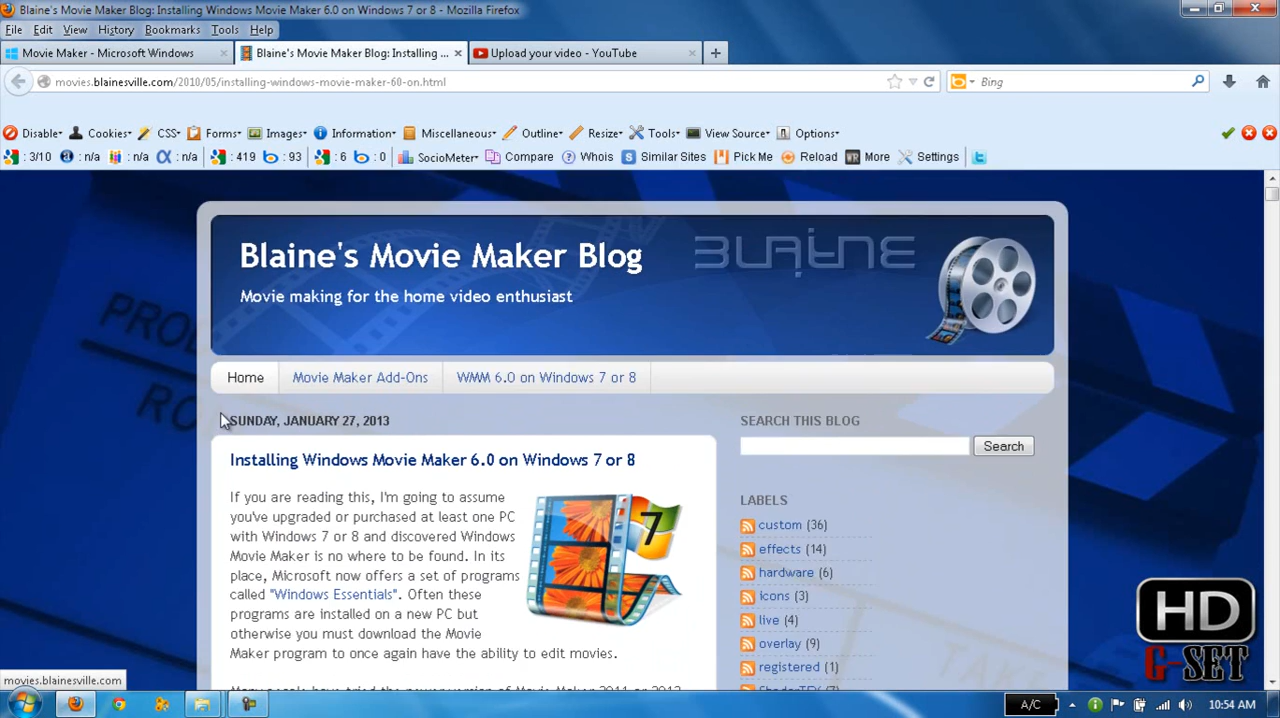 Blaine's Movie Maker Blog: Installing Windows Movie Maker 6.0 on Windows 7 or 8 - Mozilla Firefox
File Edit View History Bookmarks Tools Help
Movie Maker - Microsoft Windows
Blaine's Movie Maker Blog: Installing ...
Upload your video - YouTube
movies.blainesville.com/2010/05/installing-windows-movie-maker-60-on.html
Bing
Disable Cookies CSS Forms Images Information Miscellaneous Outline Resize Tools View Source Options
: 3/10 : n/a : n/a : n/a : 419 : 93 : 6 : 0 SocioMeter Compare Whois Similar Sites Pick Me Reload More Settings
Blaine's Movie Maker Blog
BLAiNE
Movie making for the home video enthusiast
Home Movie Maker Add-Ons WMM 6.0 on Windows 7 or 8
SUNDAY, JANUARY 27, 2013
Installing Windows Movie Maker 6.0 on Windows 7 or 8
If you are reading this, I'm going to assume
you've upgraded or purchased at least one PC
with Windows 7 or 8 and discovered Windows
Movie Maker is no where to be found. In its
place, Microsoft now offers a set of programs
called "Windows Essentials". Often these
programs are installed on a new PC but
otherwise you must download the Movie
Maker program to once again have the ability to edit movies.
7
SEARCH THIS BLOG
Search
LABELS
custom (36)
effects (14)
hardware (6)
icons (3)
live (4)
overlay (9)
registered (1)
HD
G-SET
movies.blainesville.com
A/C
10:54 AM